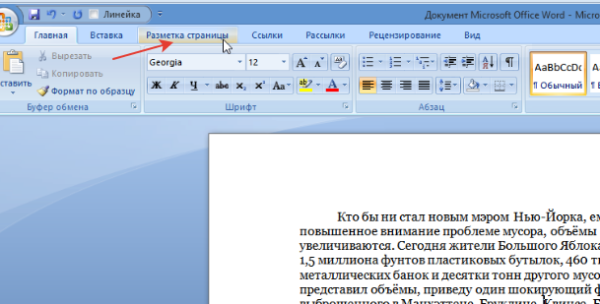 Линейка
Документ Microsoft Office Word -
Главная Вставка Разметка страницы Ссылки Рассылки Рецензирование Вид
Вырезать
Копировать
Формат по образцу
ставить
Буфер обмена
Georgia 12
Ж К Ч abc x₂ x² Aa
Шрифт
Абзац
AaBbCcDc
¶ Обычный
Кто бы ни стал новым мэром Нью-Йорка, ем
повышенное внимание проблеме мусора, объёмы
увеличиваются. Сегодня жители Большого Яблока
1,5 миллиона фунтов пластиковых бутылок, 460 т
металлических банок и десятки тонн другого мусо
представил объёмы, приведу один шокирующий ф